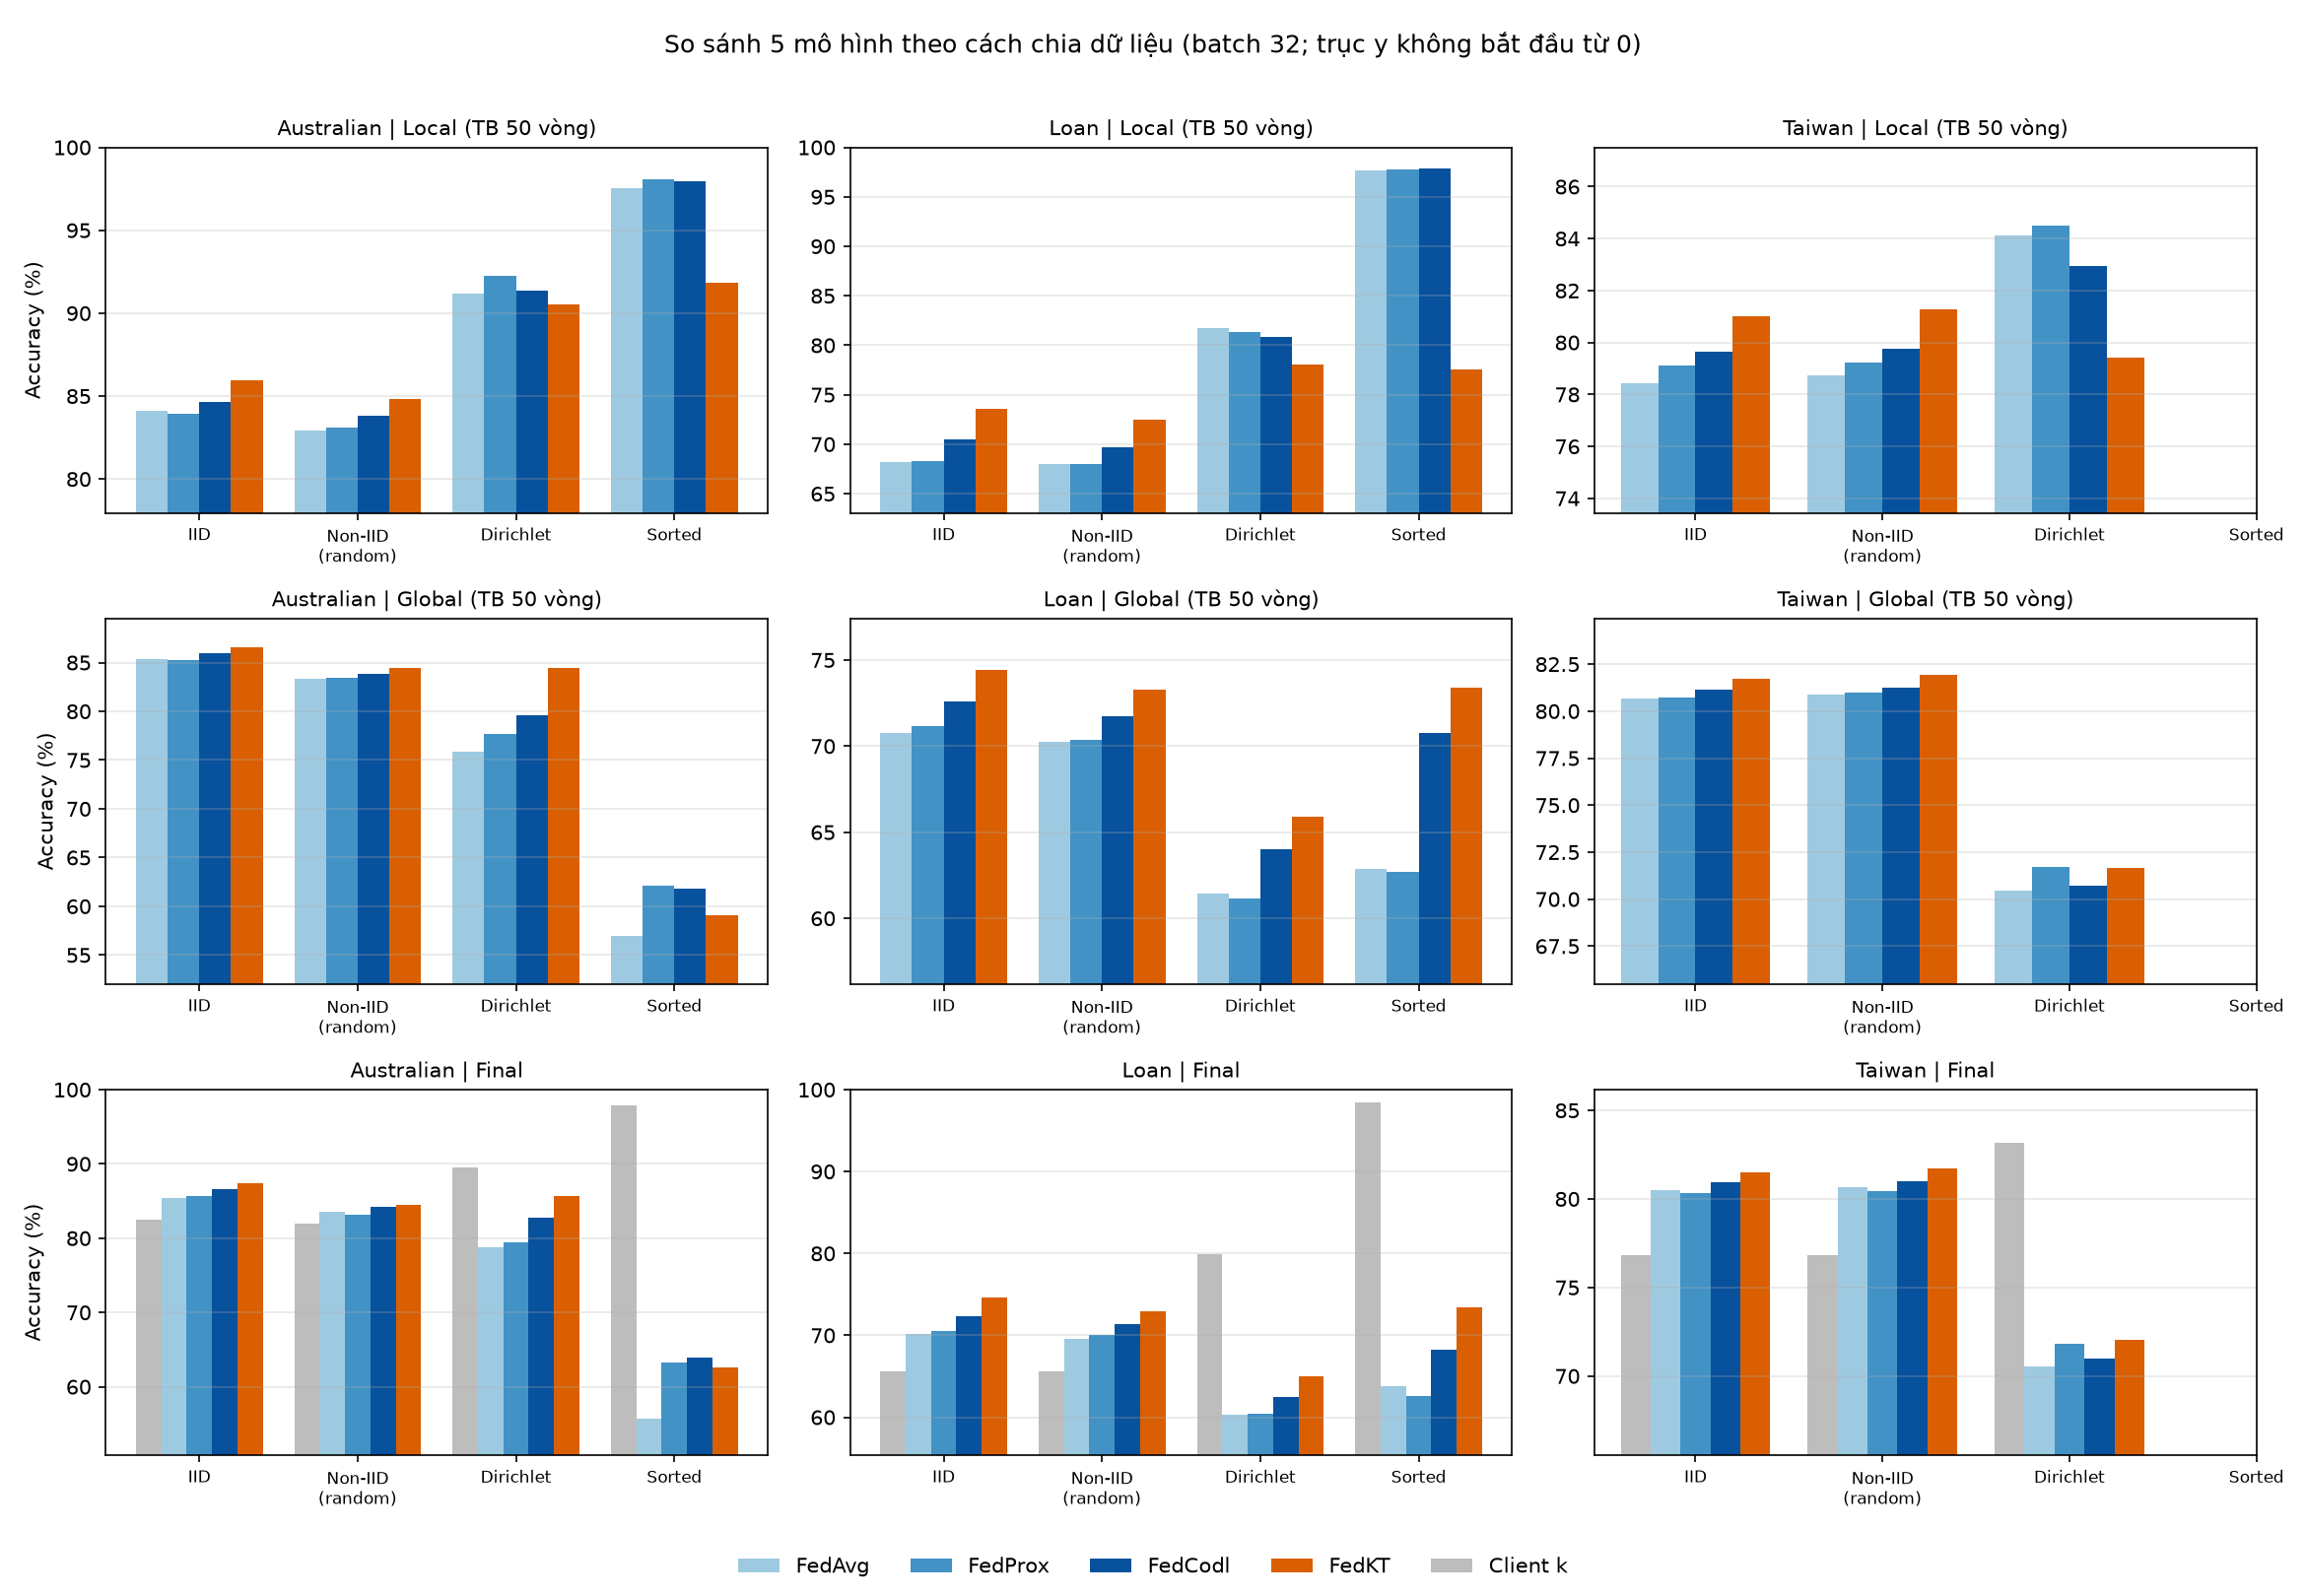 So sánh 5 mô hình theo cách chia dữ liệu (batch 32; trục y không bắt đầu từ 0)
Australian | Local (TB 50 vòng)
Accuracy (%)
100
95
90
85
80
IID
Non-IID
(random)
Dirichlet
Sorted
Loan | Local (TB 50 vòng)
100
95
90
85
80
75
70
65
IID
Non-IID
(random)
Dirichlet
Sorted
Taiwan | Local (TB 50 vòng)
86
84
82
80
78
76
74
IID
Non-IID
(random)
Dirichlet
Sorted
Australian | Global (TB 50 vòng)
Accuracy (%)
85
80
75
70
65
60
55
IID
Non-IID
(random)
Dirichlet
Sorted
Loan | Global (TB 50 vòng)
75
70
65
60
IID
Non-IID
(random)
Dirichlet
Sorted
Taiwan | Global (TB 50 vòng)
82.5
80.0
77.5
75.0
72.5
70.0
67.5
IID
Non-IID
(random)
Dirichlet
Sorted
Australian | Final
Accuracy (%)
100
90
80
70
60
IID
Non-IID
(random)
Dirichlet
Sorted
Loan | Final
100
90
80
70
60
IID
Non-IID
(random)
Dirichlet
Sorted
Taiwan | Final
85
80
75
70
IID
Non-IID
(random)
Dirichlet
Sorted
FedAvg
FedProx
FedCodl
FedKT
Client k